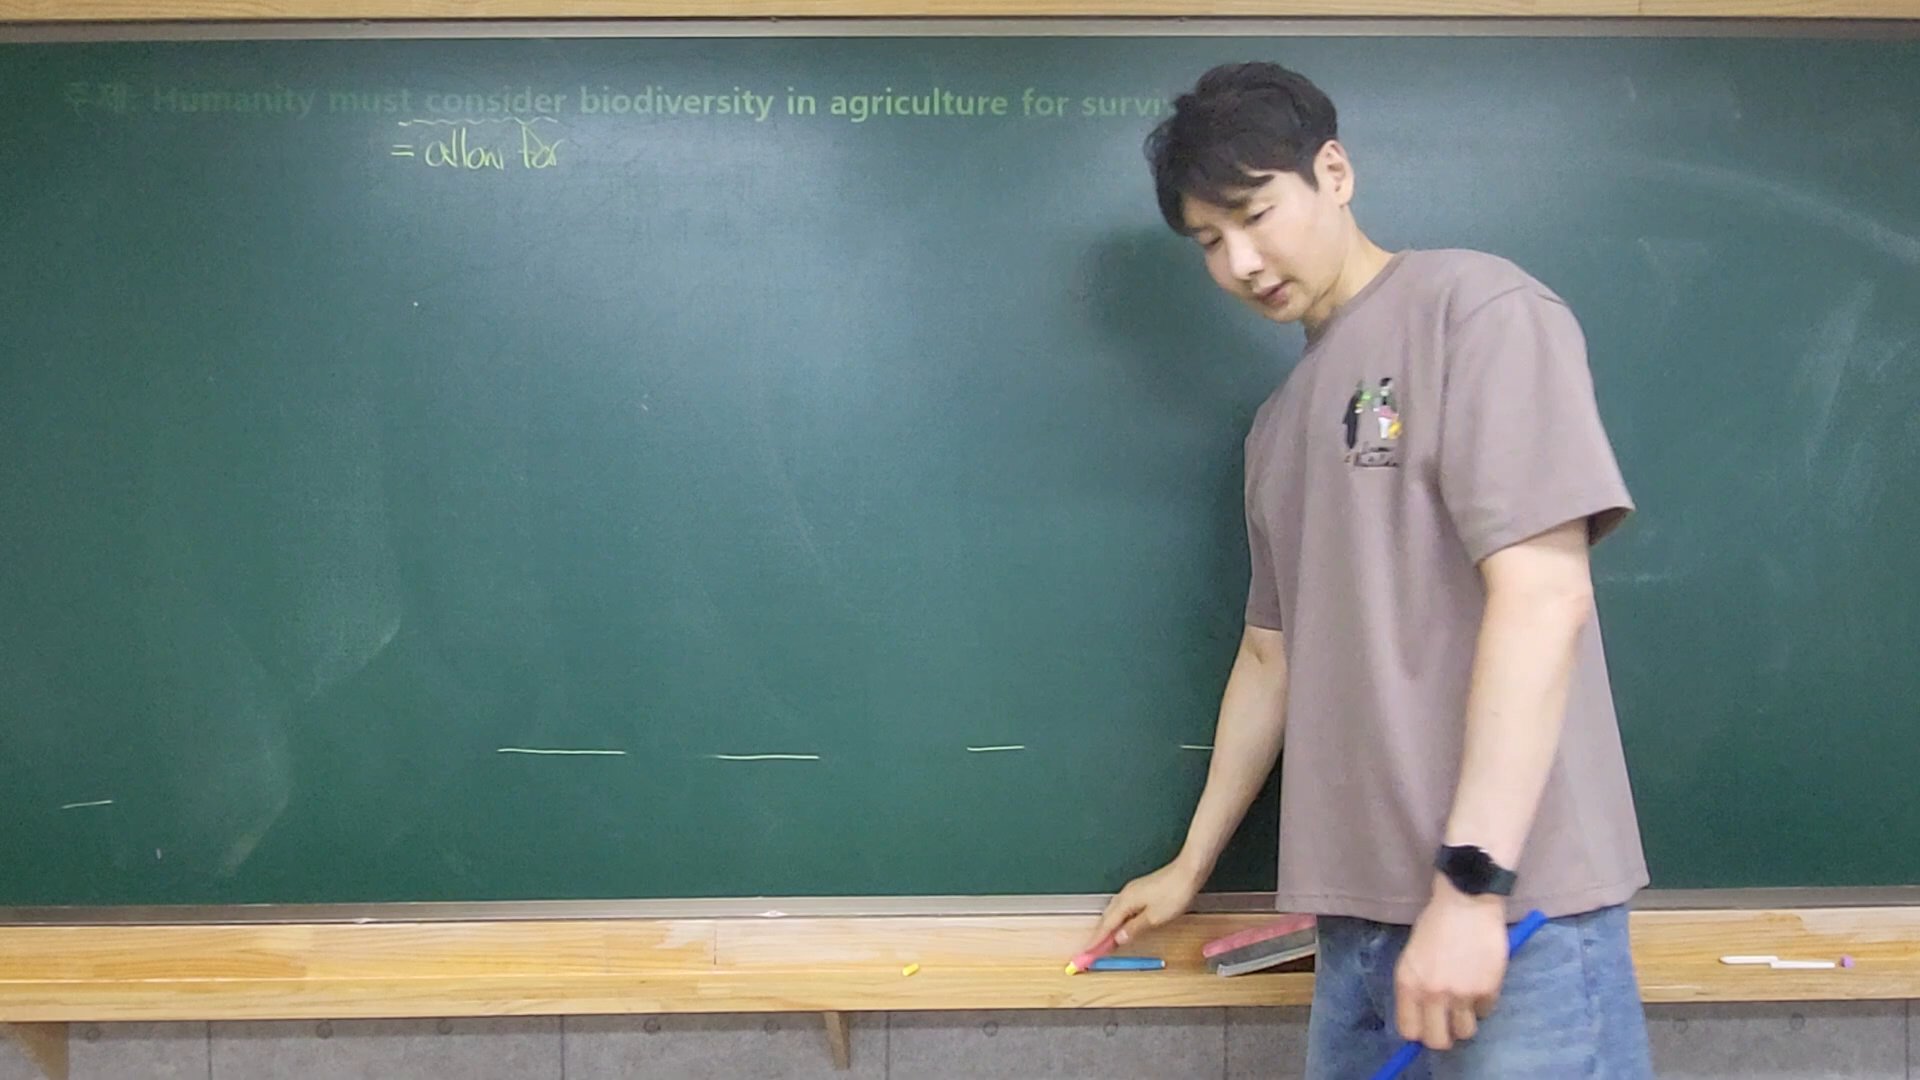 주제: Humanity must consider biodiversity in agriculture for survi
= allow for